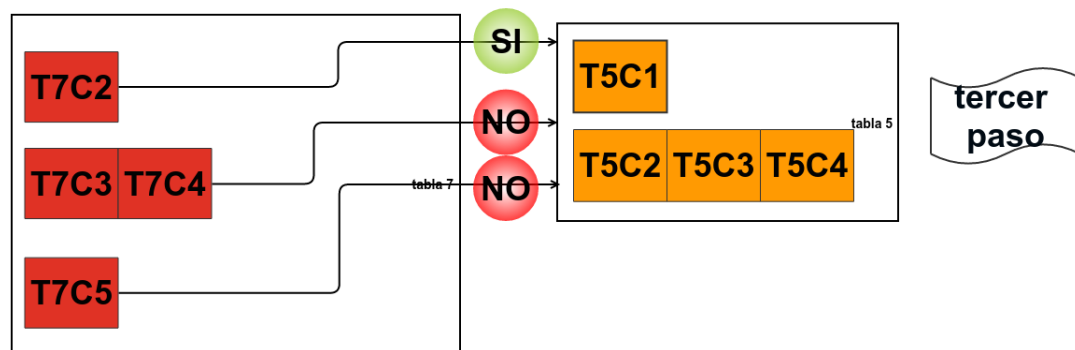 SI
T7C2
T5C1
tercer
paso
NO
tabla 5
T7C3 T7C4
T5C2 T5C3 T5C4
tabla 7
NO
T7C5